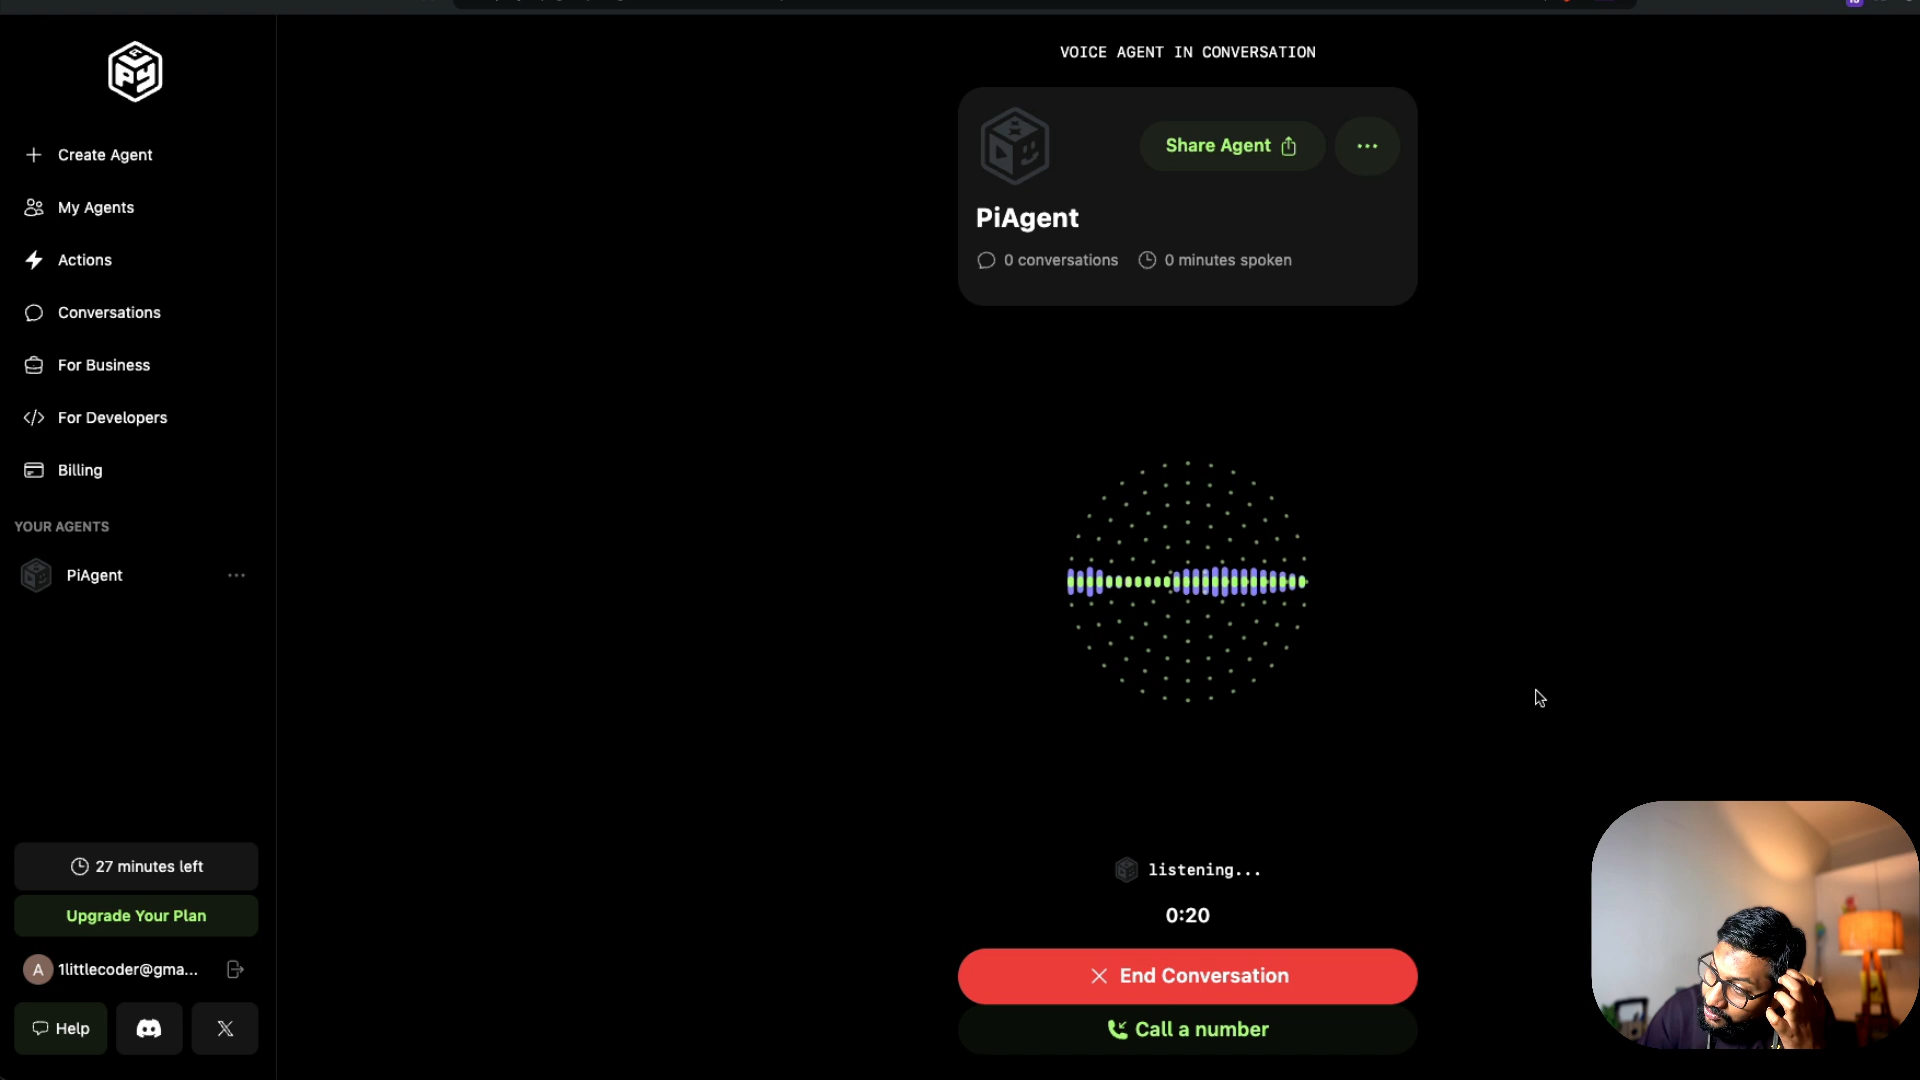 Create Agent
My Agents
Actions
Conversations
For Business
For Developers
Billing
YOUR AGENTS
PiAgent
27 minutes left
Upgrade Your Plan
A
1littlecoder@gma...
Help
VOICE AGENT IN CONVERSATION
Share Agent
PiAgent
0 conversations
0 minutes spoken
listening...
0:20
End Conversation
Call a number